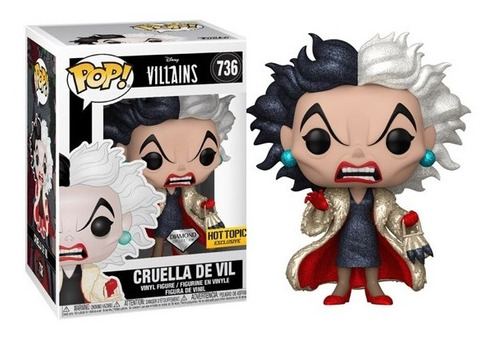 POP!
Disney
VILLAINS
736
DIAMOND
COLLECTION
HOT TOPIC
EXCLUSIVE
CRUELLA DE VIL
VINYL FIGURE / FIGURINE EN VINYLE
FIGURA DE VINIL